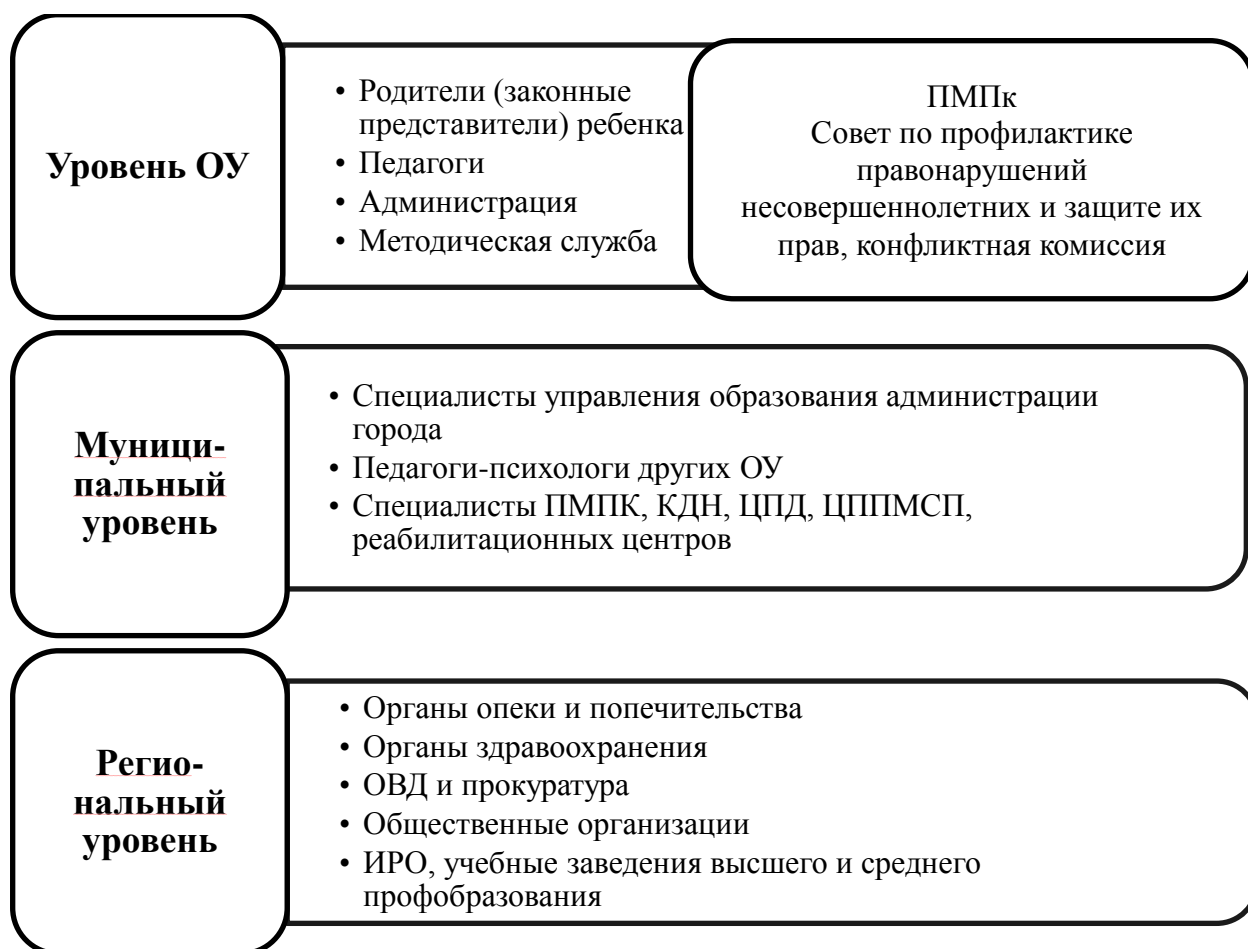 Уровень ОУ
• Родители (законные
представители) ребенка
• Педагоги
• Администрация
• Методическая служба
ПМПк
Совет по профилактике
правонарушений
несовершеннолетних и защите их
прав, конфликтная комиссия
Муници-
пальный
уровень
• Специалисты управления образования администрации
города
• Педагоги-психологи других ОУ
• Специалисты ПМПК, КДН, ЦПД, ЦППМСП,
реабилитационных центров
Регио-
нальный
уровень
• Органы опеки и попечительства
• Органы здравоохранения
• ОВД и прокуратура
• Общественные организации
• ИРО, учебные заведения высшего и среднего
профобразования